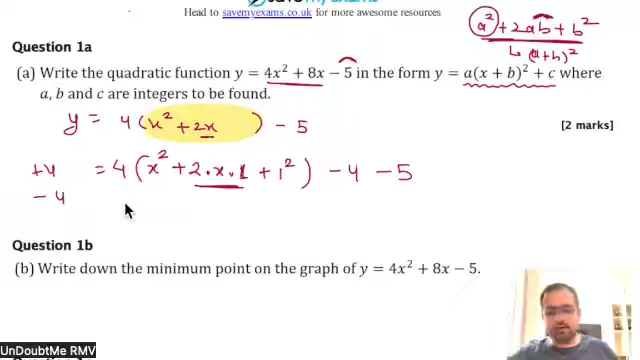 Head to savemyexams.co.uk for more awesome resources
a² + 2ab + b²
(a+b)²
Question 1a
(a) Write the quadratic function y = 4x² + 8x − 5 in the form y = a(x + b)² + c where
a, b and c are integers to be found.
y = 4(x² + 2x ) − 5
[2 marks]
+4 = 4(x² + 2·x·1 + 1²) − 4 − 5
− 4
Question 1b
(b) Write down the minimum point on the graph of y = 4x² + 8x − 5.
UnDoubtMe RMV